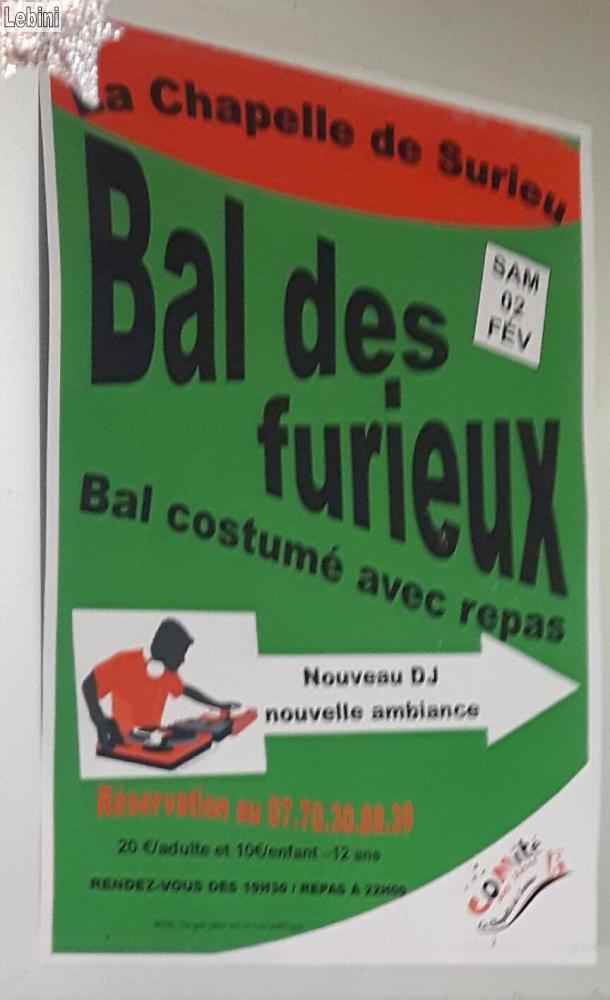 Lebini
La Chapelle de Surieu
Bal des
SAM
02
FÉV
furieux
Bal costumé avec repas
Nouveau DJ
nouvelle ambiance
Réservation au 07.70.30.88.39
20 €/adulte et 10€/enfant -12 ans
RENDEZ-VOUS DES 19H30 / REPAS A 22H00
COMité